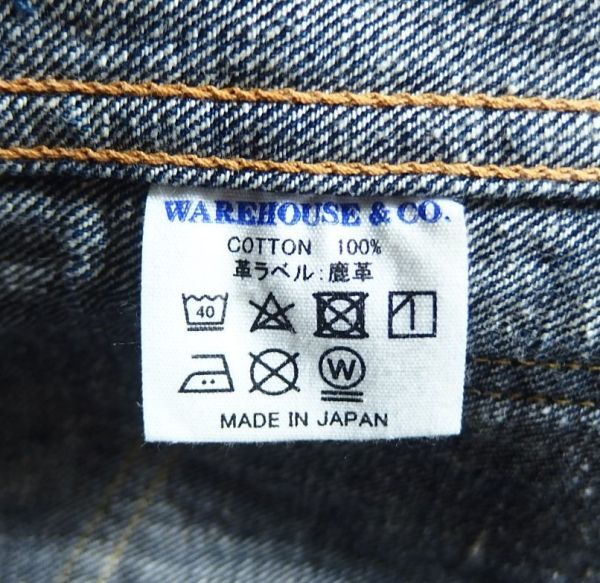 WAREHOUSE & CO.
COTTON 100%
革ラベル:鹿革
40
W
MADE IN JAPAN